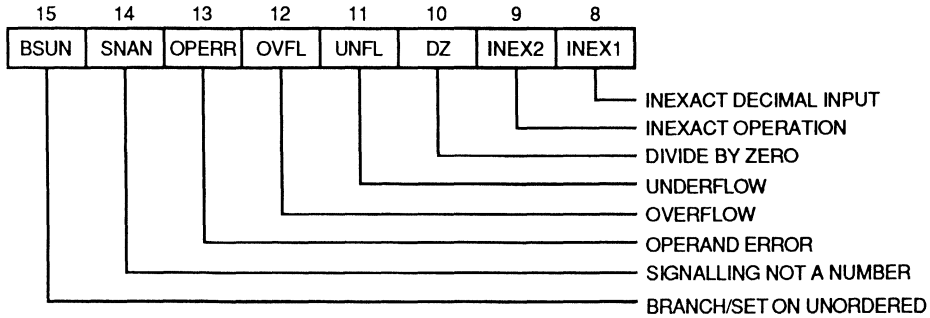 15 14 13 12 11 10 9 8
BSUN SNAN OPERR OVFL UNFL DZ INEX2 INEX1
INEXACT DECIMAL INPUT
INEXACT OPERATION
DIVIDE BY ZERO
UNDERFLOW
OVERFLOW
OPERAND ERROR
SIGNALLING NOT A NUMBER
BRANCH/SET ON UNORDERED